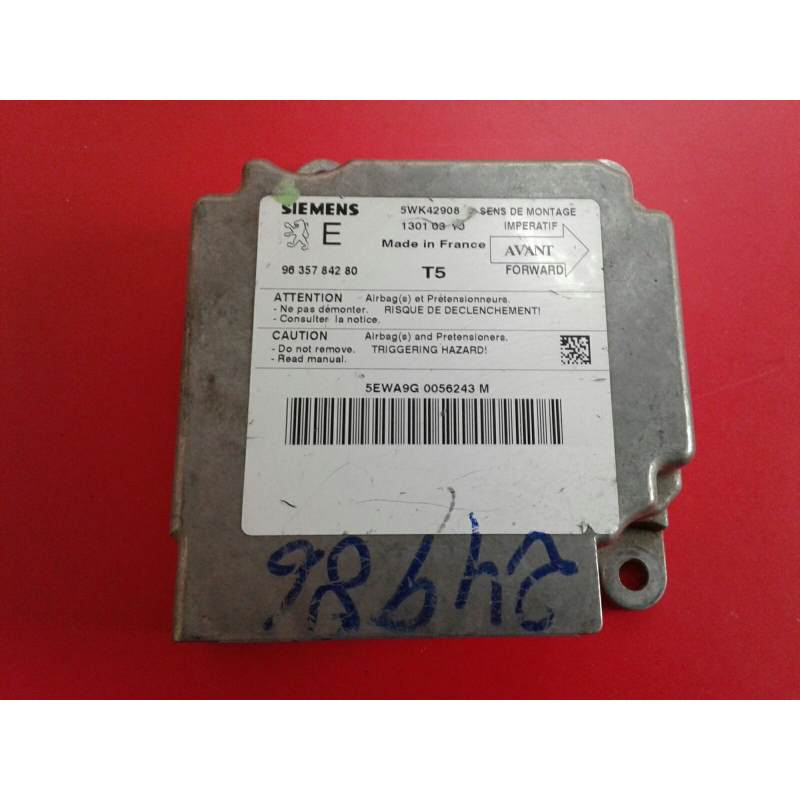 SIEMENS 5WK42908 SENS DE MONTAGE
E 1301 03 IMPERATIF
Made in France AVANT
96 357 842 80 T5 FORWARD
ATTENTION Airbag(s) et Prétensionneurs.
- Ne pas démonter. RISQUE DE DECLENCHEMENT!
- Consulter la notice.
CAUTION Airbag(s) and Pretensioners.
- Do not remove. TRIGGERING HAZARD!
- Read manual.
5EWA9G 0056243 M